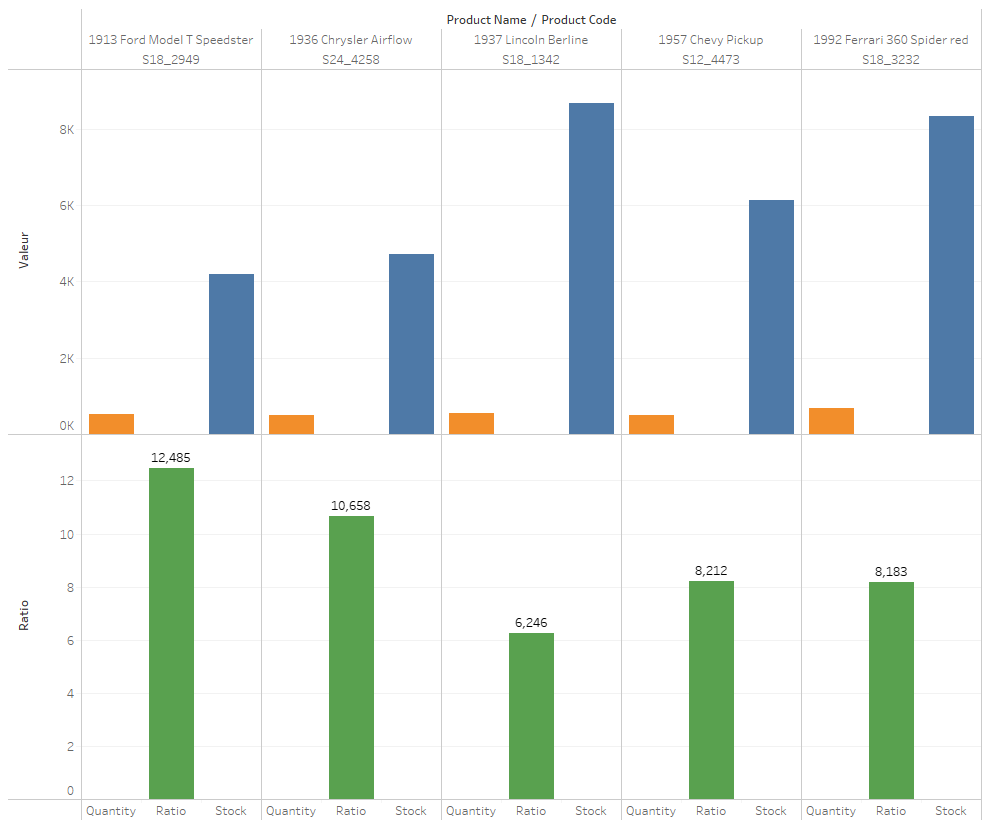 Product Name / Product Code
1913 Ford Model T Speedster 1936 Chrysler Airflow 1937 Lincoln Berline 1957 Chevy Pickup 1992 Ferrari 360 Spider red
S18_2949 S24_4258 S18_1342 S12_4473 S18_3232
8K
6K
Valeur
4K
2K
0K
12,485
12
10,658
10
8,212
8,183
8
6,246
Ratio
6
4
2
0
Quantity Ratio Stock Quantity Ratio Stock Quantity Ratio Stock Quantity Ratio Stock Quantity Ratio Stock